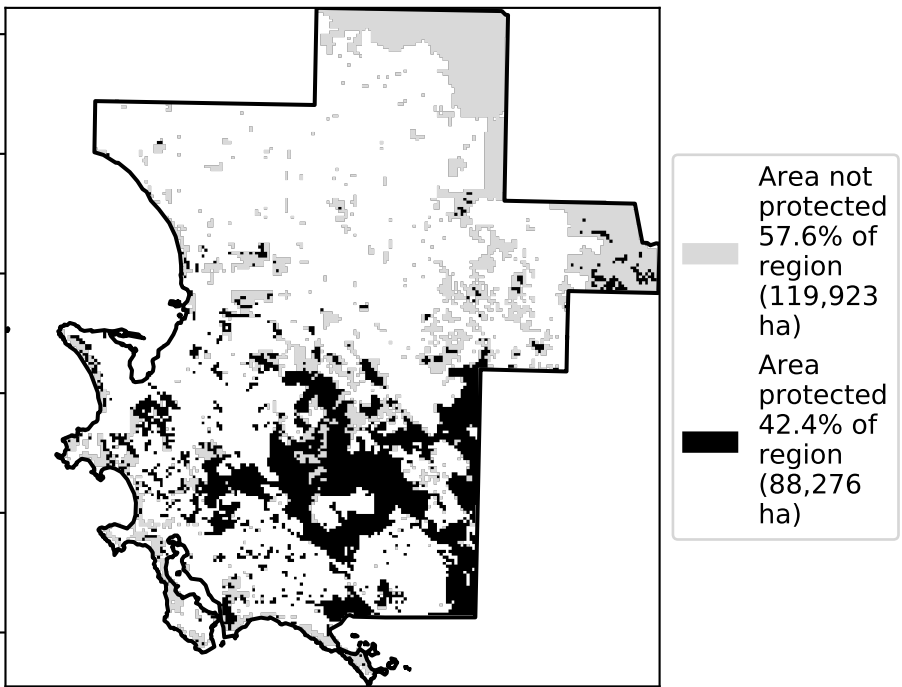 Area not
protected
57.6% of
region
(119,923
ha)
Area
protected
42.4% of
region
(88,276
ha)